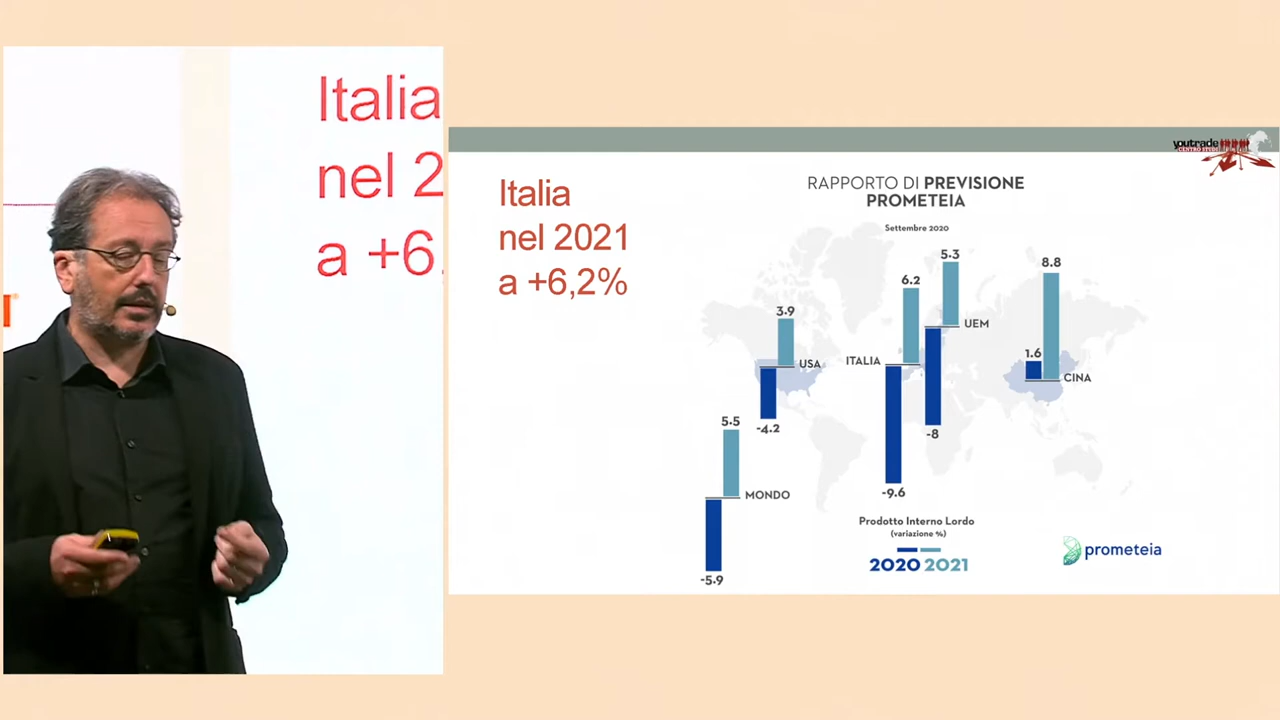 Italia
nel 2
a +6.
youtrade
CENTRO STUDI
Italia
nel 2021
a +6,2%
RAPPORTO DI PREVISIONE
PROMETEIA
Settembre 2020
5.3
8.8
6.2
3.9
UEM
1.6
ITALIA
USA
CINA
-4.2
5.5
-8
-9.6
MONDO
Prodotto Interno Lordo
(variazione %)
2020 2021
prometeia
-5.9